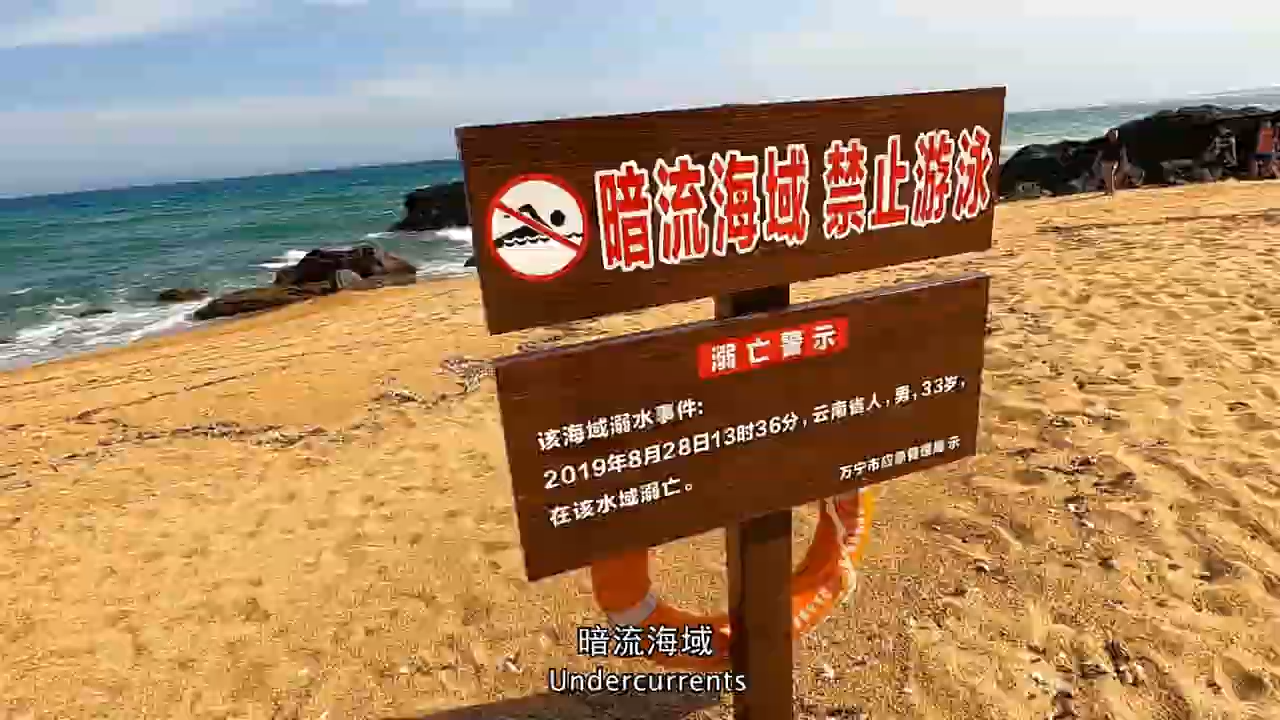 暗流海域 禁止游泳
溺亡警示
该海域溺水事件:
2019年8月28日13时36分,云南省人,男,33岁,
在该水域溺亡。
万宁市应急管理局 示
暗流海域
Undercurrents